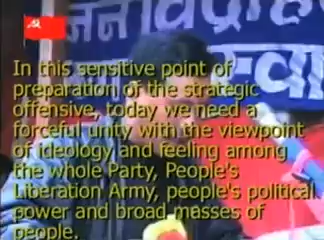 जनविद्रोह
स्वा
In this sensitive point of
preparation of the strategic
offensive, today we need a
forceful unity with the viewpoint
of ideology and feeling among
the whole Party, People's
Liberation Army, people's political
power and broad masses of
people.